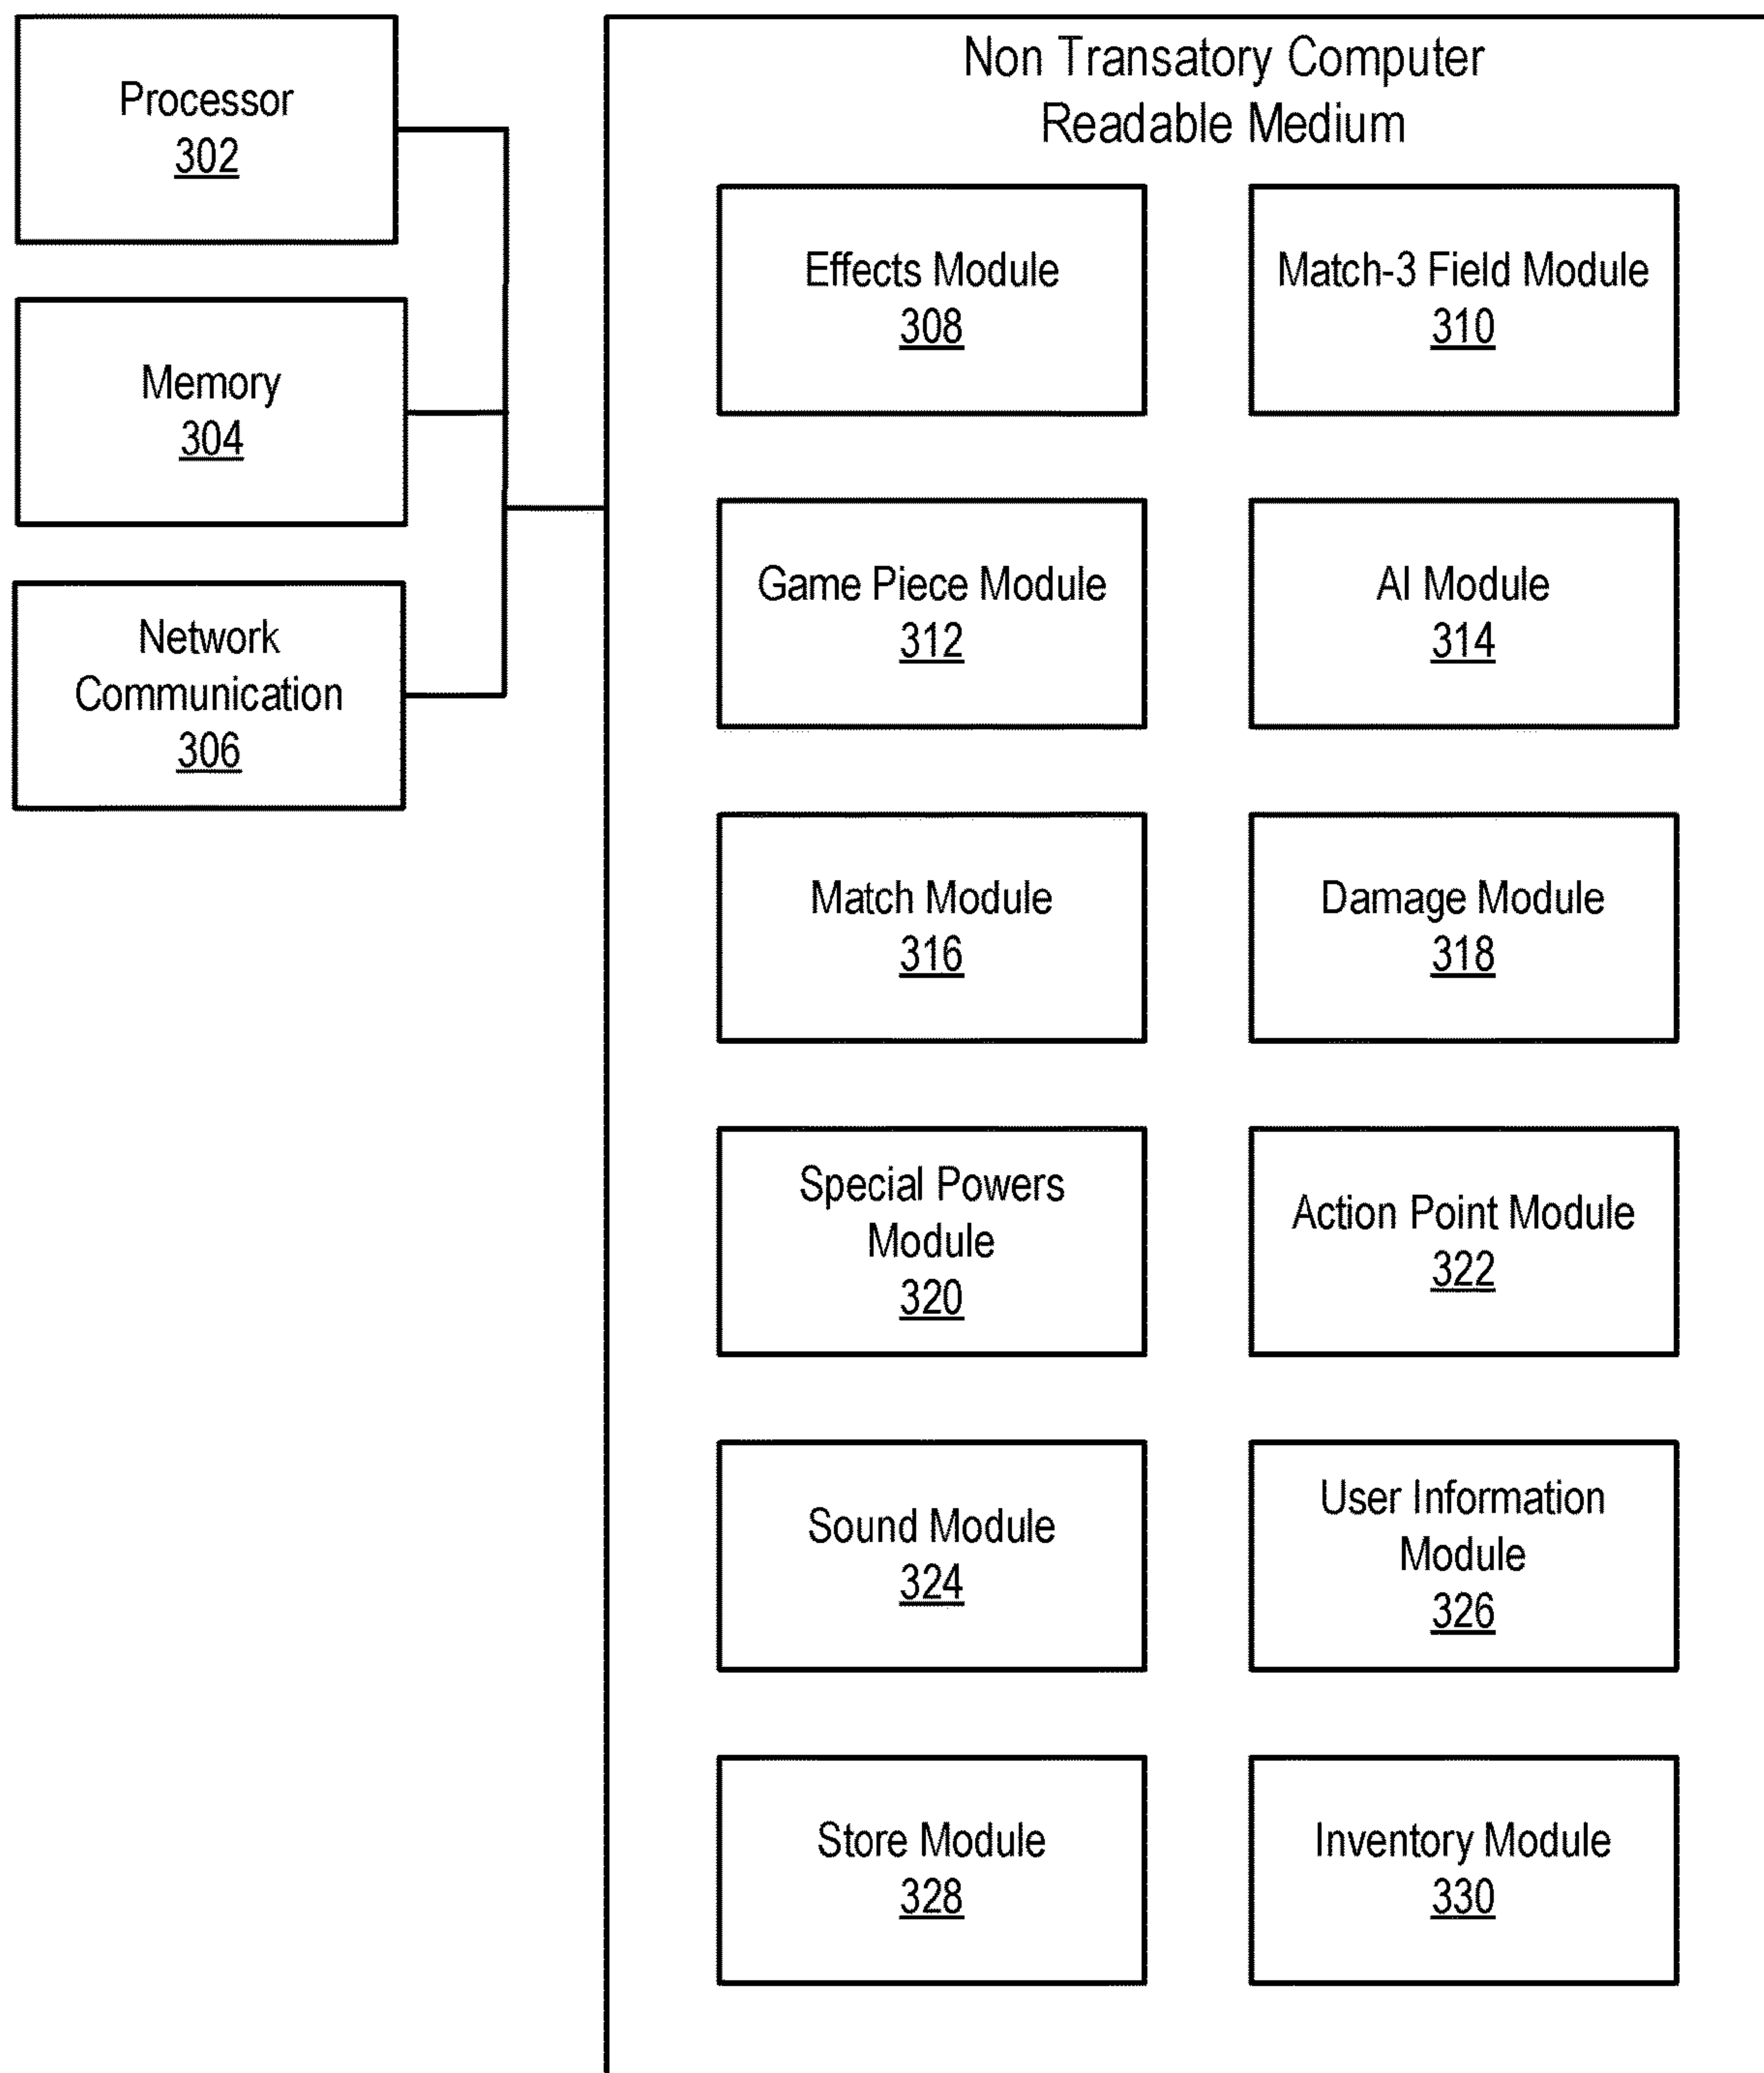 Processor
302
Memory
304
Network
Communication
306
Non Transatory Computer
Readable Medium
Effects Module
308
Match-3 Field Module
310
Game Piece Module
312
AI Module
314
Match Module
316
Damage Module
318
Special Powers
Module
320
Action Point Module
322
Sound Module
324
User Information
Module
326
Store Module
328
Inventory Module
330